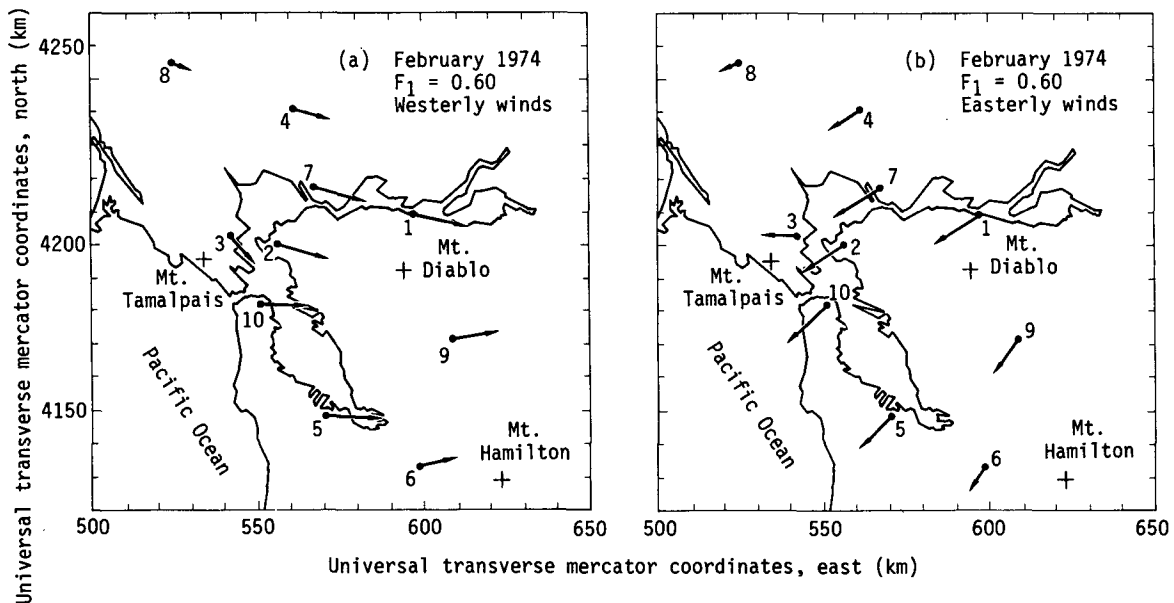 Universal transverse mercator coordinates, north (km)
4250
4200
4150
(a) February 1974
F1 = 0.60
Westerly winds
8
4
7
1
3
2
Mt.
Diablo
Mt.
Tamalpais
10
9
Pacific Ocean
5
Mt.
Hamilton
6
500
550
600
650
(b) February 1974
F1 = 0.60
Easterly winds
8
4
7
1
3
2
Mt.
Diablo
Mt.
Tamalpais
10
9
Pacific Ocean
5
Mt.
Hamilton
6
500
550
600
650
Universal transverse mercator coordinates, east (km)